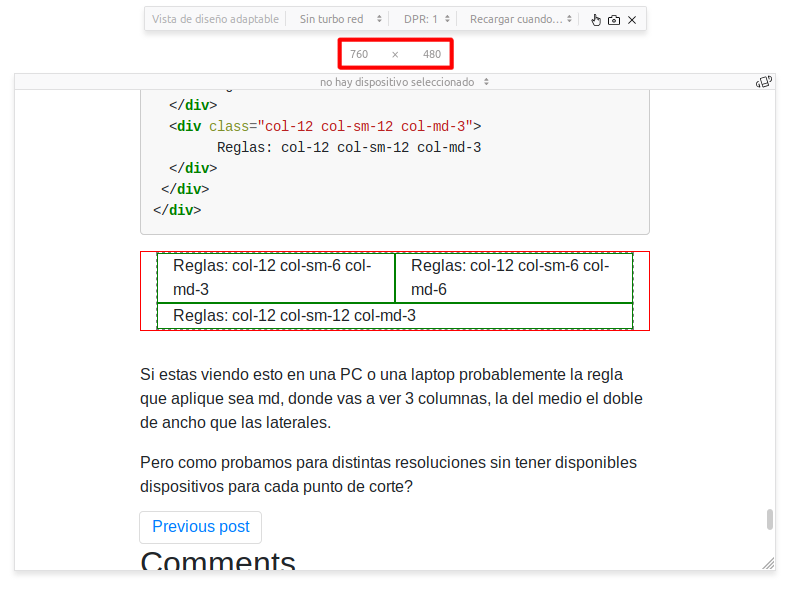 Vista de diseño adaptable Sin turbo red DPR: 1 Recargar cuando...
760 × 480
no hay dispositivo seleccionado
</div>
<div class="col-12 col-sm-12 col-md-3">
Reglas: col-12 col-sm-12 col-md-3
</div>
</div>
</div>
Reglas: col-12 col-sm-6 col-
md-3
Reglas: col-12 col-sm-6 col-
md-6
Reglas: col-12 col-sm-12 col-md-3
Si estas viendo esto en una PC o una laptop probablemente la regla
que aplique sea md, donde vas a ver 3 columnas, la del medio el doble
de ancho que las laterales.
Pero como probamos para distintas resoluciones sin tener disponibles
dispositivos para cada punto de corte?
Previous post
Comments